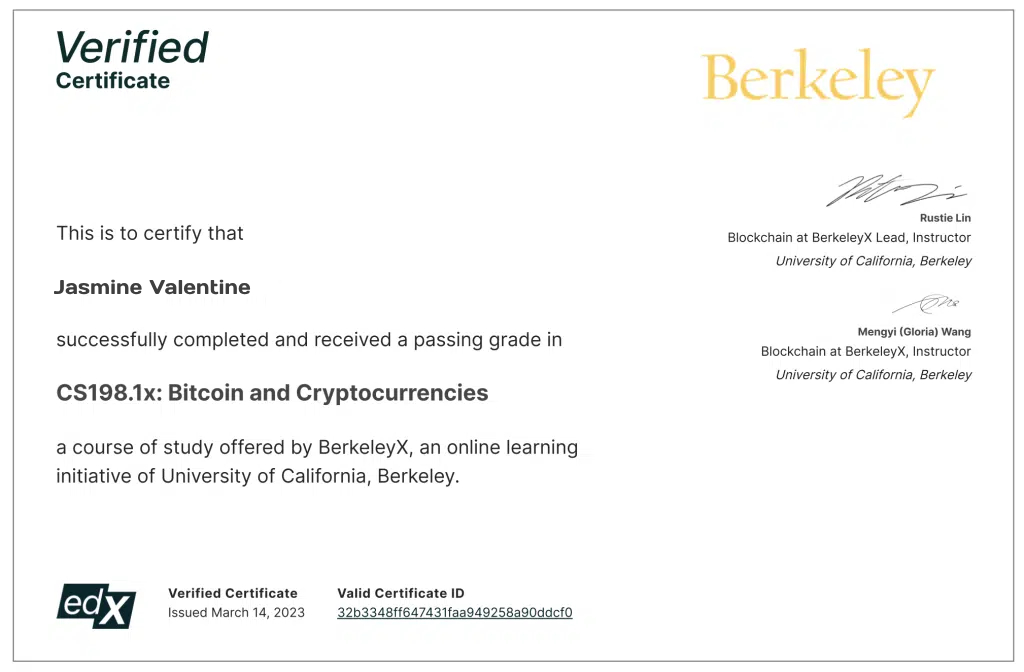 Verified
Certificate
Berkeley
Rustie Lin
Blockchain at BerkeleyX Lead, Instructor
University of California, Berkeley
Mengyi (Gloria) Wang
Blockchain at BerkeleyX, Instructor
University of California, Berkeley
This is to certify that
Jasmine Valentine
successfully completed and received a passing grade in
CS198.1x: Bitcoin and Cryptocurrencies
a course of study offered by BerkeleyX, an online learning
initiative of University of California, Berkeley.
edX
Verified Certificate
Issued March 14, 2023
Valid Certificate ID
32b3348ff647431faa949258a90ddcf0